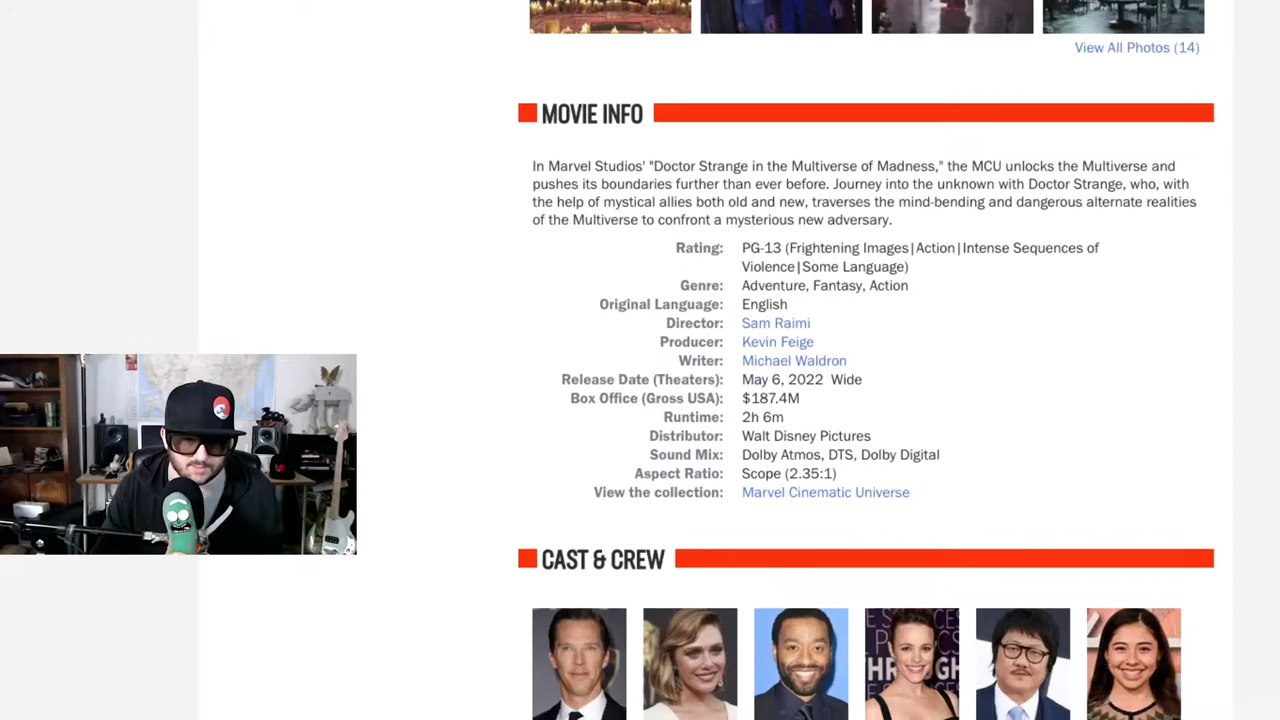 View All Photos (14)
MOVIE INFO
In Marvel Studios' "Doctor Strange in the Multiverse of Madness," the MCU unlocks the Multiverse and
pushes its boundaries further than ever before. Journey into the unknown with Doctor Strange, who, with
the help of mystical allies both old and new, traverses the mind-bending and dangerous alternate realities
of the Multiverse to confront a mysterious new adversary.
Rating: PG-13 (Frightening Images|Action|Intense Sequences of
Violence|Some Language)
Genre: Adventure, Fantasy, Action
Original Language: English
Director: Sam Raimi
Producer: Kevin Feige
Writer: Michael Waldron
Release Date (Theaters): May 6, 2022 Wide
Box Office (Gross USA): $187.4M
Runtime: 2h 6m
Distributor: Walt Disney Pictures
Sound Mix: Dolby Atmos, DTS, Dolby Digital
Aspect Ratio: Scope (2.35:1)
View the collection: Marvel Cinematic Universe
CAST & CREW